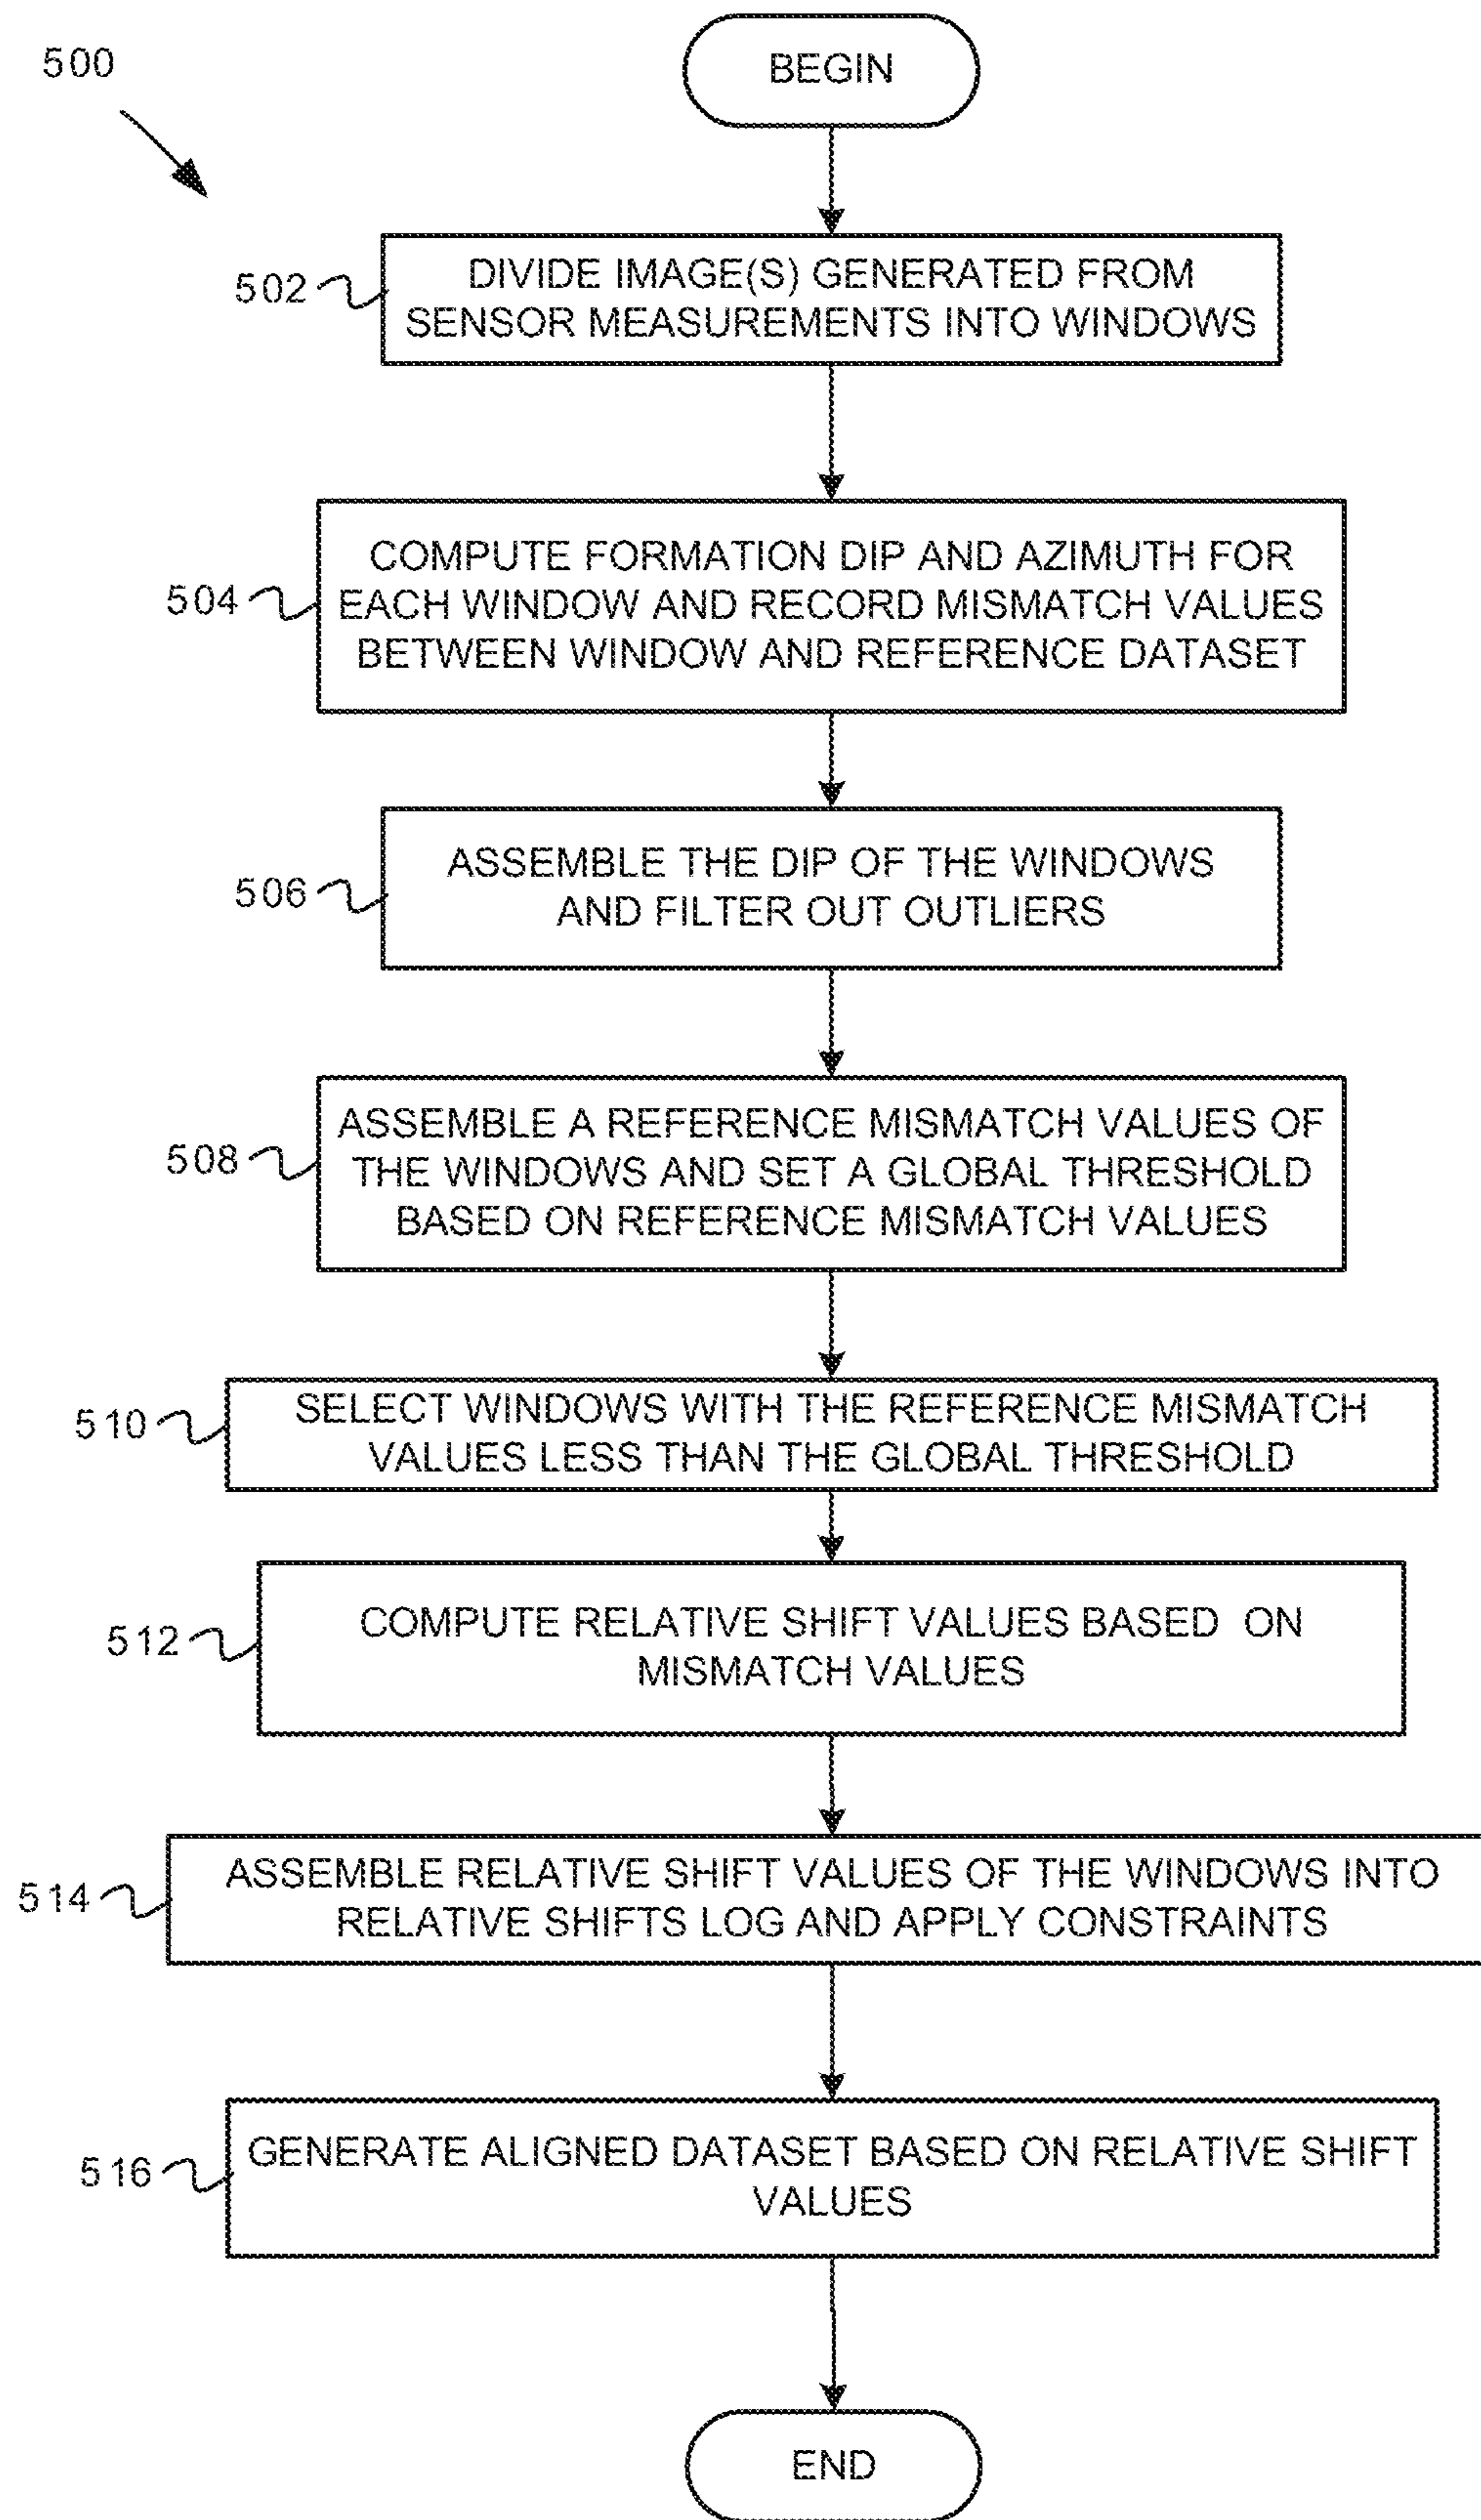 500
BEGIN
502
DIVIDE IMAGE(S) GENERATED FROM
SENSOR MEASUREMENTS INTO WINDOWS
504
COMPUTE FORMATION DIP AND AZIMUTH FOR
EACH WINDOW AND RECORD MISMATCH VALUES
BETWEEN WINDOW AND REFERENCE DATASET
506
ASSEMBLE THE DIP OF THE WINDOWS
AND FILTER OUT OUTLIERS
508
ASSEMBLE A REFERENCE MISMATCH VALUES OF
THE WINDOWS AND SET A GLOBAL THRESHOLD
BASED ON REFERENCE MISMATCH VALUES
510
SELECT WINDOWS WITH THE REFERENCE MISMATCH
VALUES LESS THAN THE GLOBAL THRESHOLD
512
COMPUTE RELATIVE SHIFT VALUES BASED ON
MISMATCH VALUES
514
ASSEMBLE RELATIVE SHIFT VALUES OF THE WINDOWS INTO
RELATIVE SHIFTS LOG AND APPLY CONSTRAINTS
516
GENERATE ALIGNED DATASET BASED ON RELATIVE SHIFT
VALUES
END